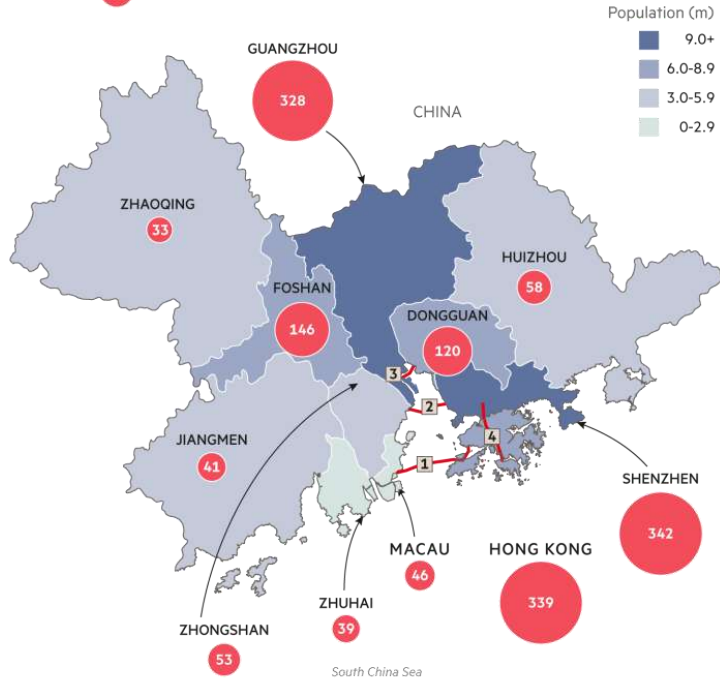 Population (m)
9.0+
6.0-8.9
3.0-5.9
0-2.9
GUANGZHOU
328
CHINA
ZHAOQING
33
HUIZHOU
58
FOSHAN
146
DONGGUAN
120
3
2
4
1
JIANGMEN
41
SHENZHEN
342
MACAU
46
HONG KONG
339
ZHUHAI
39
ZHONGSHAN
53
South China Sea